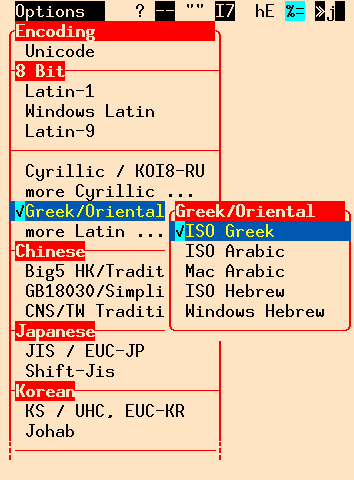 Options ? -- "" I7 hE %= »j
Encoding
Unicode
8 Bit
Latin-1
Windows Latin
Latin-9
Cyrillic / KOI8-RU
more Cyrillic ...
√Greek/Oriental
more Latin ...
Chinese
Big5 HK/Tradit
GB18030/Simpli
CNS/TW Traditi
Japanese
JIS / EUC-JP
Shift-Jis
Korean
KS / UHC, EUC-KR
Johab
Greek/Oriental
√ISO Greek
ISO Arabic
Mac Arabic
ISO Hebrew
Windows Hebrew